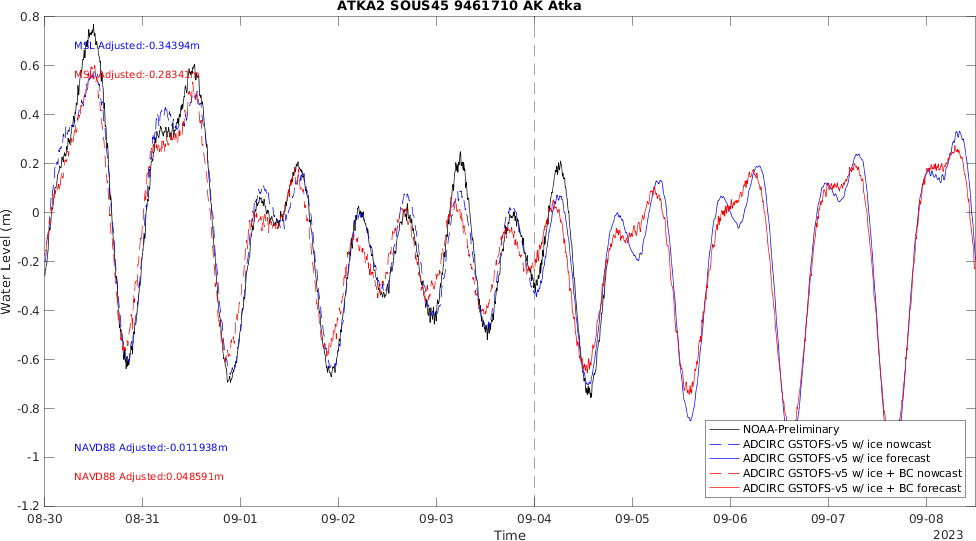 ATKA2 SOUS45 9461710 AK Atka
0.8
0.6
0.4
0.2
0
-0.2
-0.4
-0.6
-0.8
-1
-1.2
Water Level (m)
MSL Adjusted:-0.34394m
MSL Adjusted:-0.28341m
NAVD88 Adjusted:-0.011938m
NAVD88 Adjusted:0.048591m
NOAA-Preliminary
ADCIRC GSTOFS-v5 w/ ice nowcast
ADCIRC GSTOFS-v5 w/ ice forecast
ADCIRC GSTOFS-v5 w/ ice + BC nowcast
ADCIRC GSTOFS-v5 w/ ice + BC forecast
08-30 08-31 09-01 09-02 09-03 09-04 09-05 09-06 09-07 09-08
Time
2023